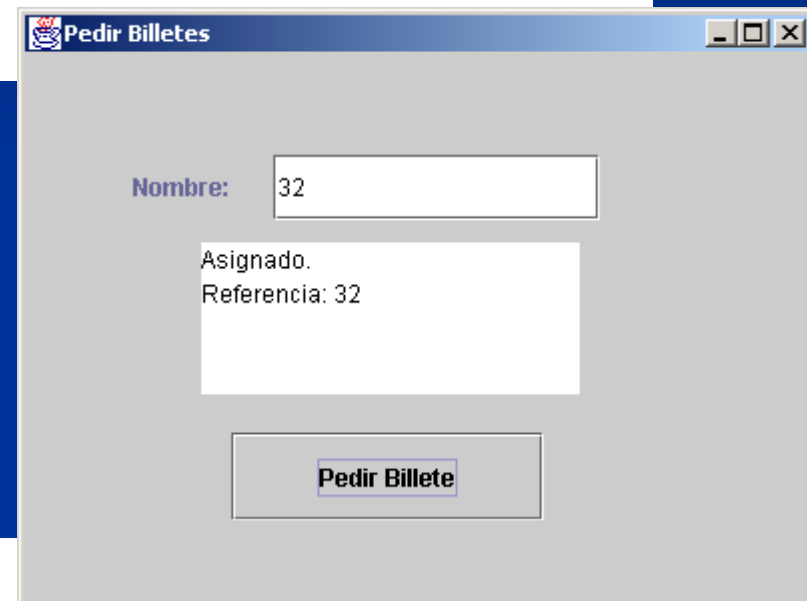 Pedir Billetes
Nombre: 32
Asignado.
Referencia: 32
Pedir Billete